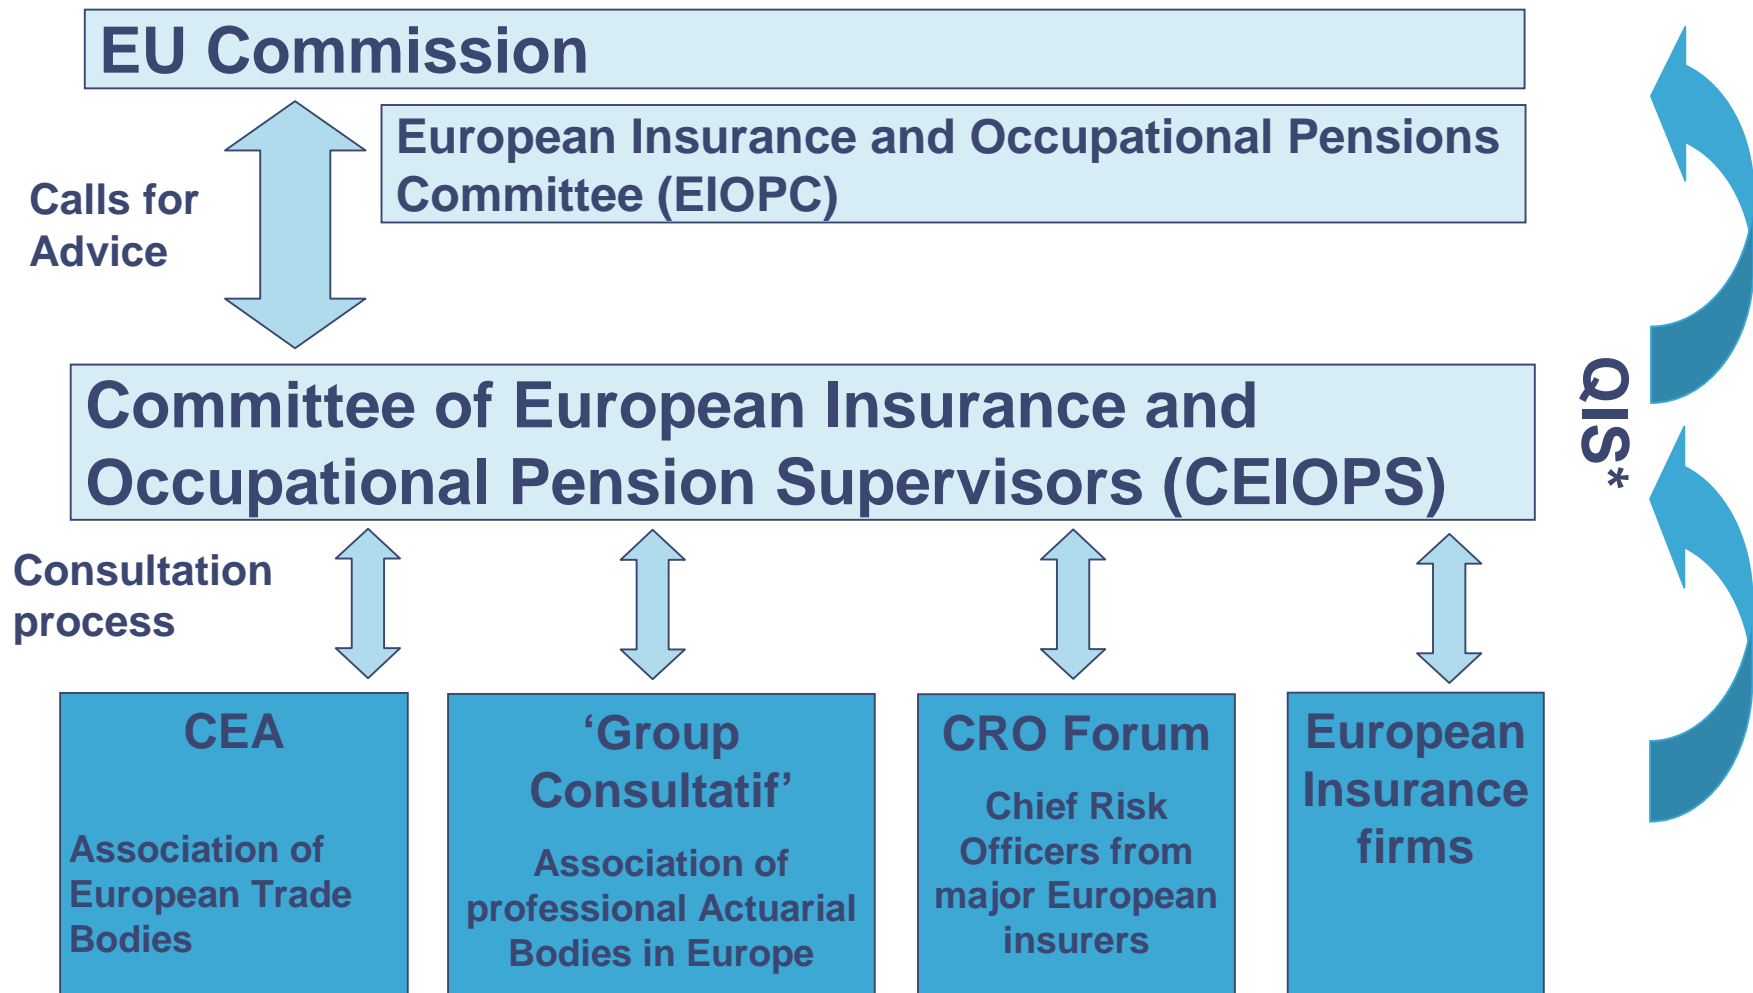 EU Commission
European Insurance and Occupational Pensions
Committee (EIOPC)
Calls for
Advice
Committee of European Insurance and
Occupational Pension Supervisors (CEIOPS)
QIS*
Consultation
process
CEA
Association of
European Trade
Bodies
‘Group
Consultatif’
Association of
professional Actuarial
Bodies in Europe
CRO Forum
Chief Risk
Officers from
major European
insurers
European
Insurance
firms